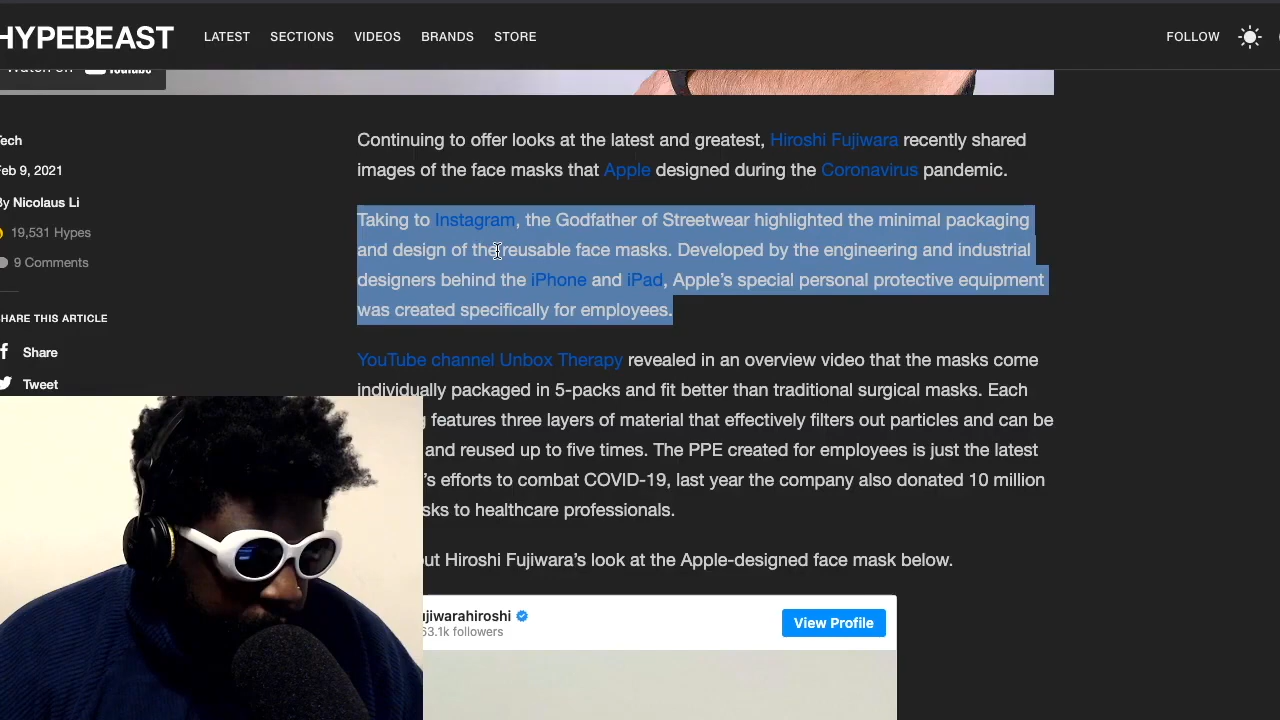 HYPEBEAST
LATEST SECTIONS VIDEOS BRANDS STORE FOLLOW
Watch on YouTube
Tech
Feb 9, 2021
By Nicolaus Li
19,531 Hypes
9 Comments
SHARE THIS ARTICLE
Share
Tweet
Continuing to offer looks at the latest and greatest, Hiroshi Fujiwara recently shared
images of the face masks that Apple designed during the Coronavirus pandemic.
Taking to Instagram, the Godfather of Streetwear highlighted the minimal packaging
and design of the reusable face masks. Developed by the engineering and industrial
designers behind the iPhone and iPad, Apple’s special personal protective equipment
was created specifically for employees.
YouTube channel Unbox Therapy revealed in an overview video that the masks come
individually packaged in 5-packs and fit better than traditional surgical masks. Each
g features three layers of material that effectively filters out particles and can be
and reused up to five times. The PPE created for employees is just the latest
’s efforts to combat COVID-19, last year the company also donated 10 million
sks to healthcare professionals.
out Hiroshi Fujiwara’s look at the Apple-designed face mask below.
ujiwarahiroshi
63.1k followers
View Profile